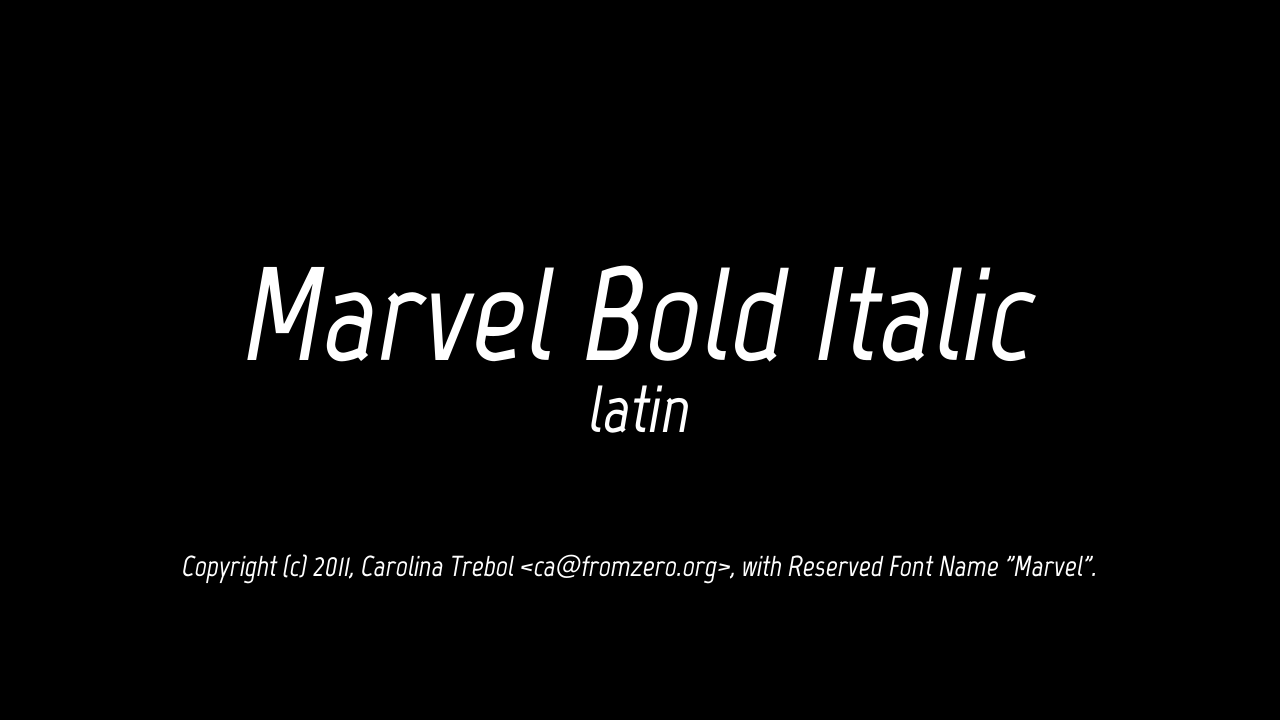 Marvel Bold Italic
latin
Copyright (c) 2011, Carolina Trebol <ca@fromzero.org>, with Reserved Font Name "Marvel".